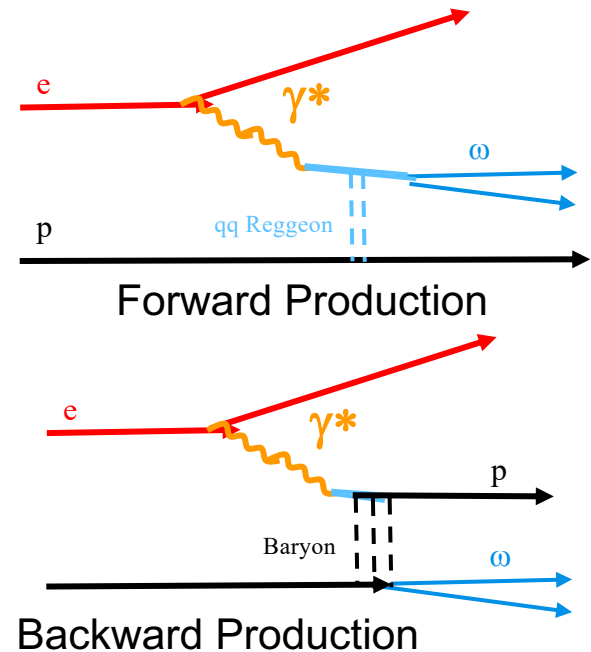 e
γ*
ω
qq Reggeon
p
Forward Production
e
γ*
p
Baryon
ω
Backward Production